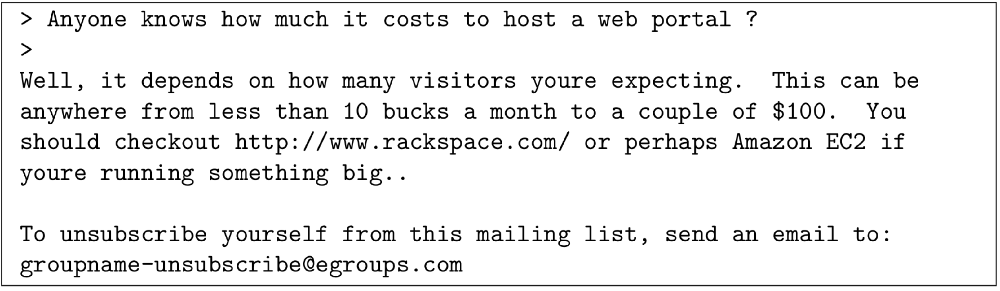 > Anyone knows how much it costs to host a web portal ?
>
Well, it depends on how many visitors youre expecting.  This can be
anywhere from less than 10 bucks a month to a couple of $100.  You
should checkout http://www.rackspace.com/ or perhaps Amazon EC2 if
youre running something big..

To unsubscribe yourself from this mailing list, send an email to:
groupname-unsubscribe@egroups.com